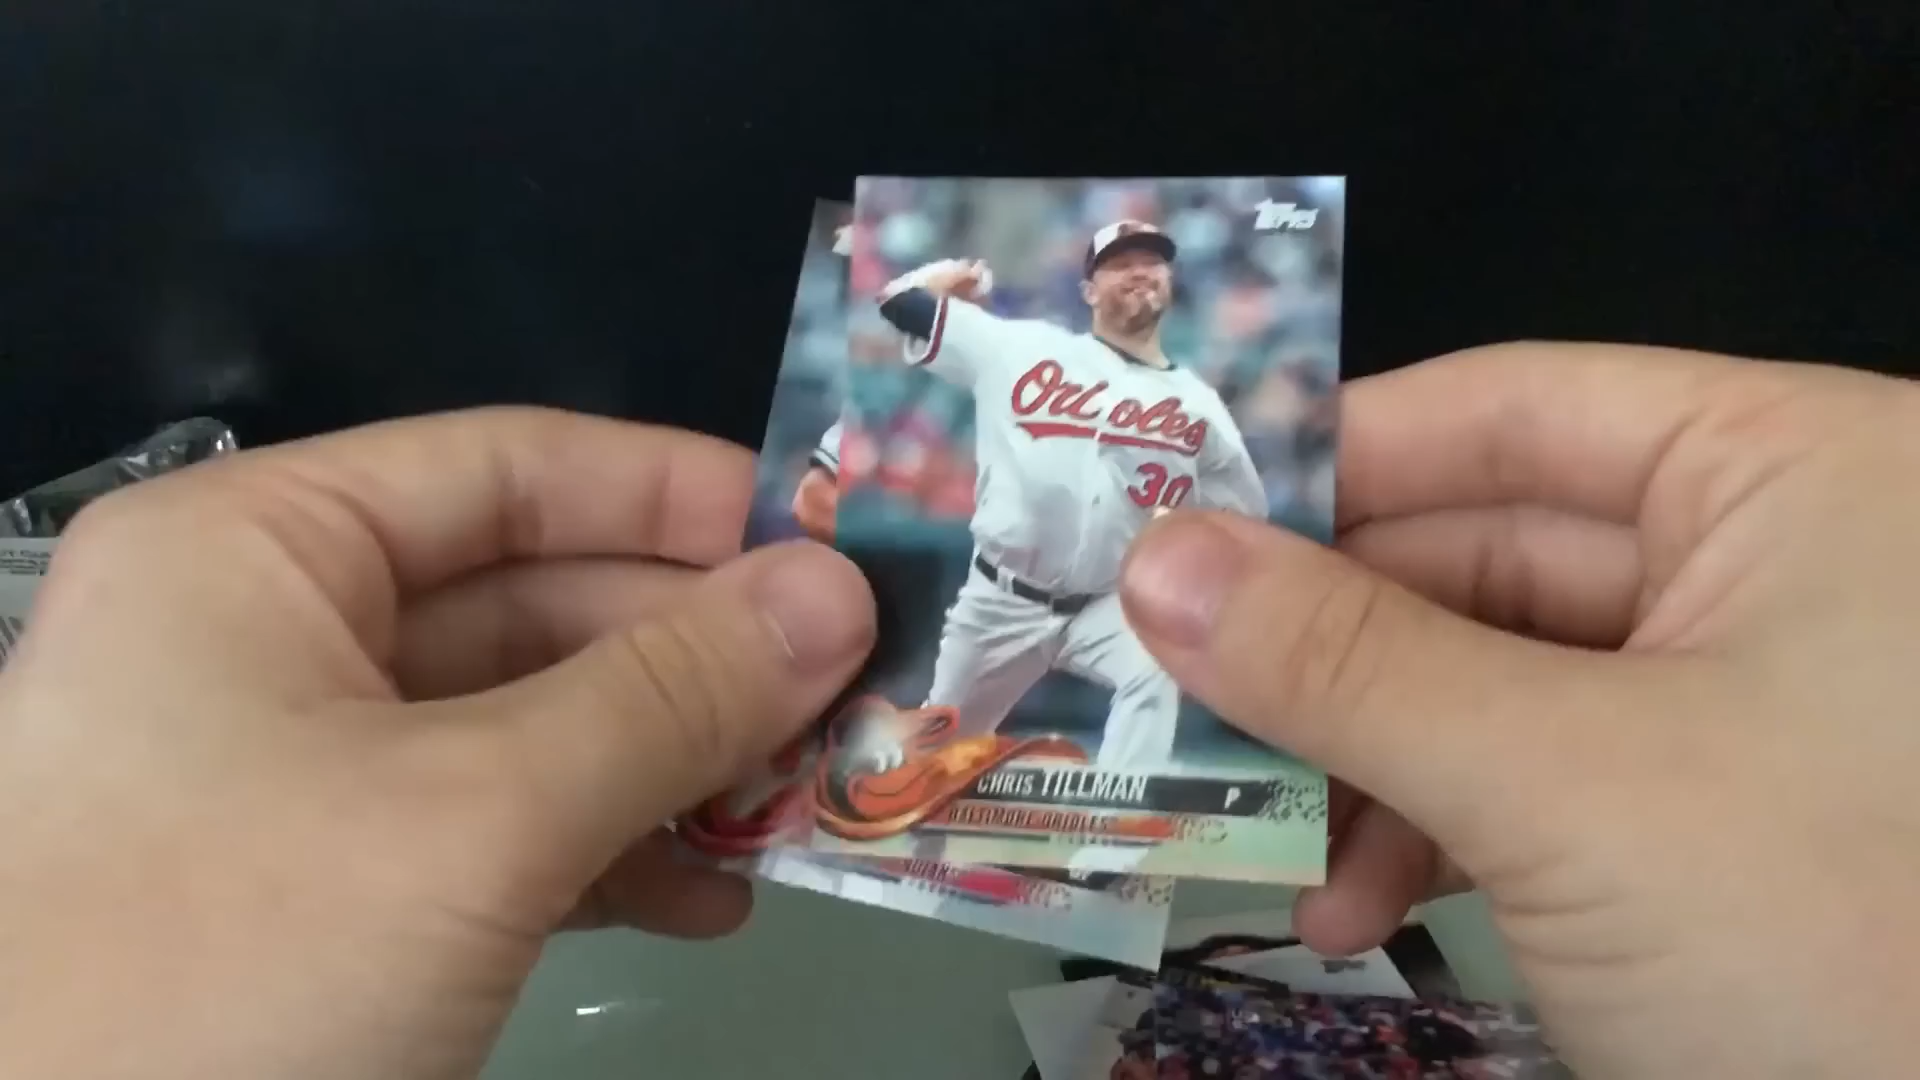 Topps
Orioles
30
CHRIS TILLMAN P
BALTIMORE ORIOLES